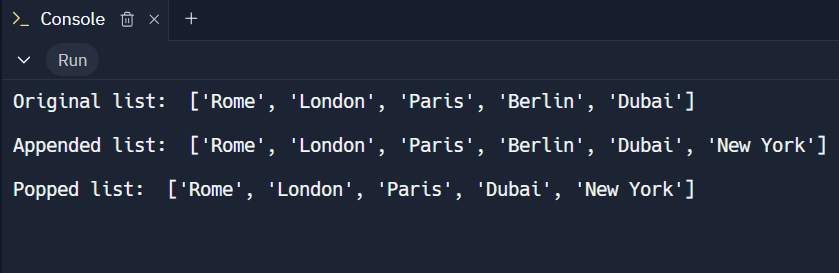 Console
Run
Original list:  ['Rome', 'London', 'Paris', 'Berlin', 'Dubai']
Appended list:  ['Rome', 'London', 'Paris', 'Berlin', 'Dubai', 'New York']
Popped list:  ['Rome', 'London', 'Paris', 'Dubai', 'New York']